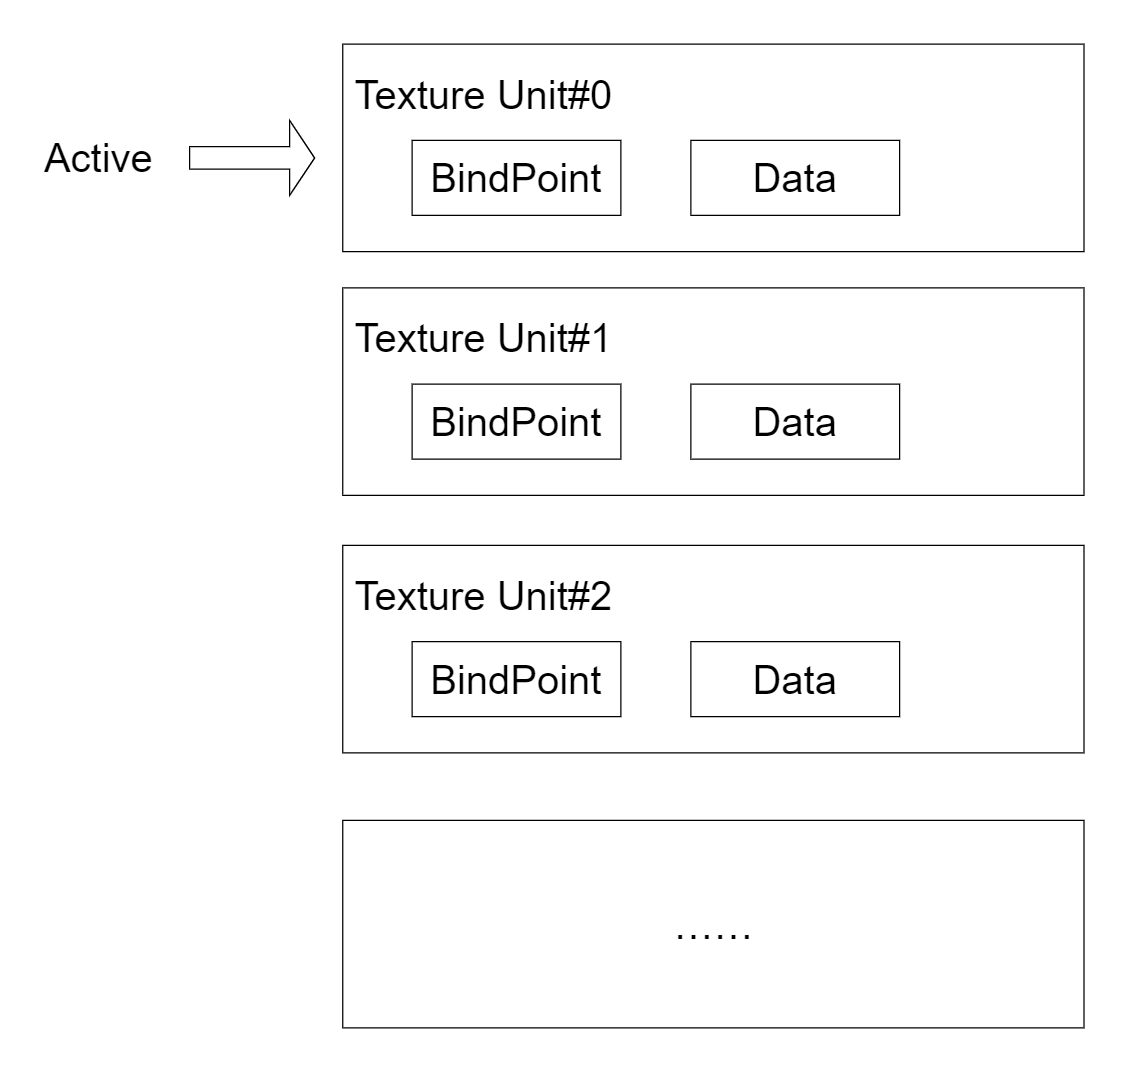 Texture Unit#0
Active
BindPoint
Data
Texture Unit#1
BindPoint
Data
Texture Unit#2
BindPoint
Data
......